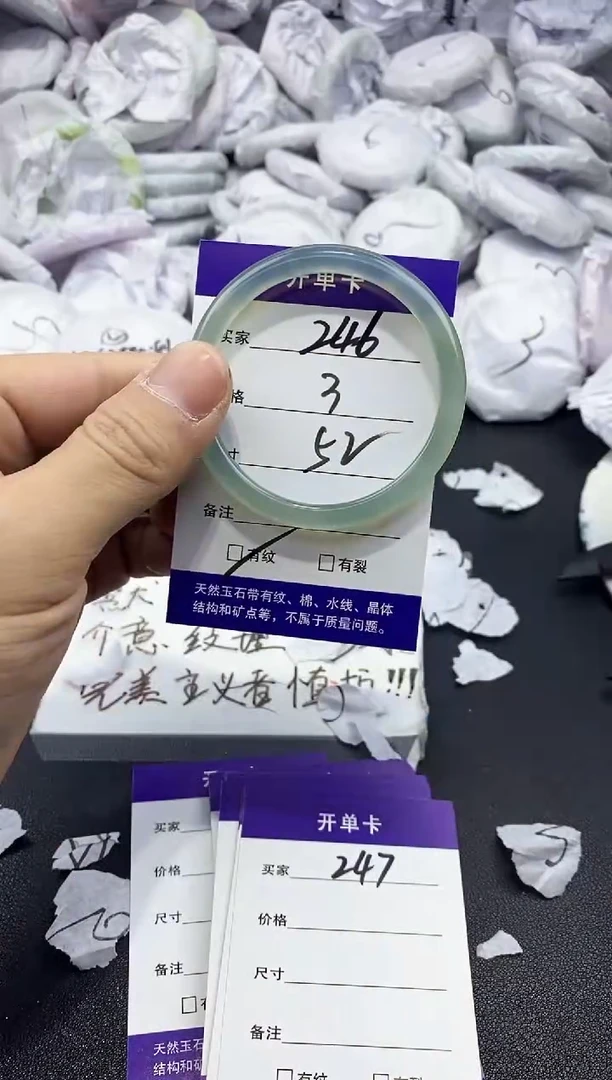 开单卡
买家 246
格 3
寸 52
备注
□有纹 □有裂
天然玉石带有纹、棉、水线、晶体
结构和矿点等，不属于质量问题。
介意 纹理
完美主义者慎拍!!!
买家
价格
尺寸
备注
天然玉石
结构和矿
开单卡
买家 247
价格
尺寸
备注
□有纹 □有裂